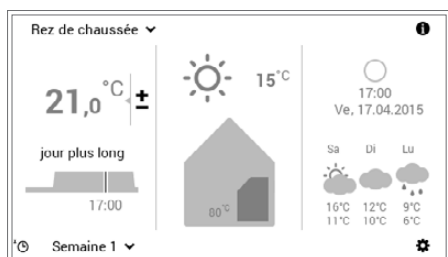 Rez de chaussée
21,0 °C ±
15°C
17:00
Ve, 17.04.2015
jour plus long
17:00
80 °C
Sa Di Lu
16°C 12°C 9°C
11°C 10°C 6°C
Semaine 1